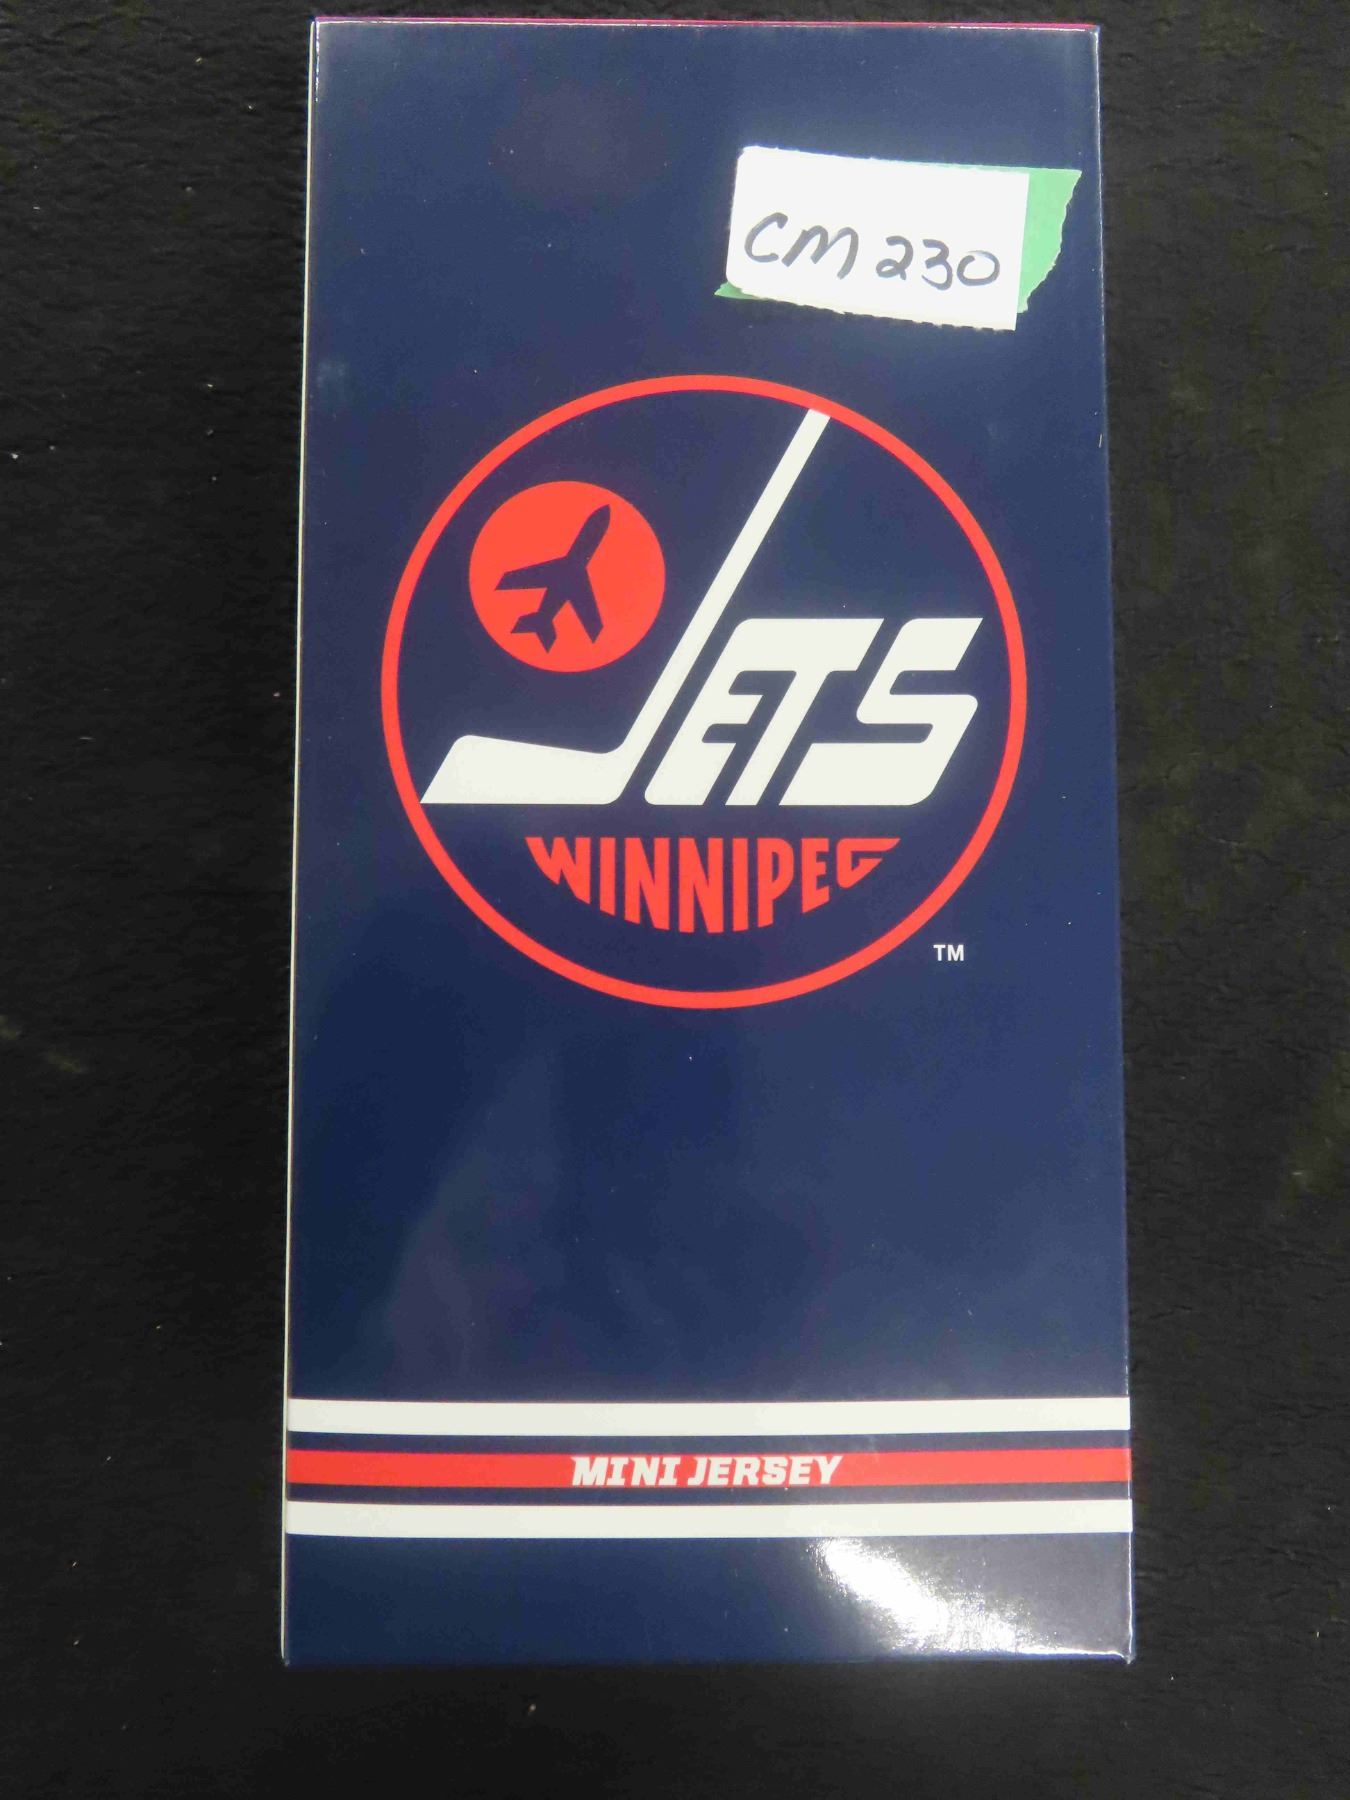 CM 230
JETS
WINNIPEG
TM
MINI JERSEY